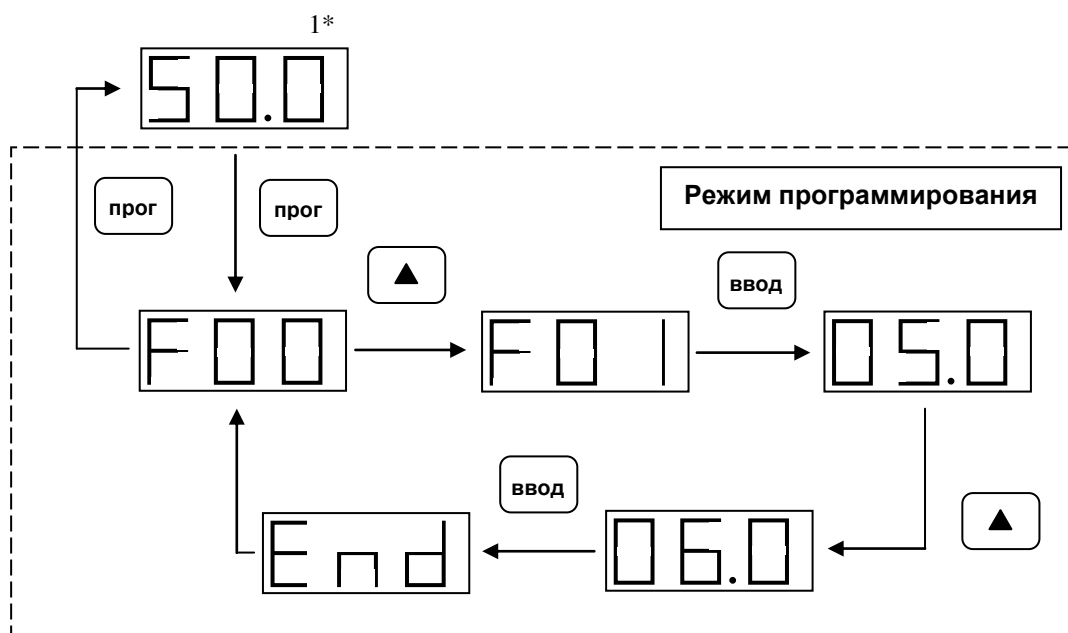 1*
50.0
Режим программирования
прог
прог
▲
ввод
F00
F01
05.0
ввод
▲
End
06.0